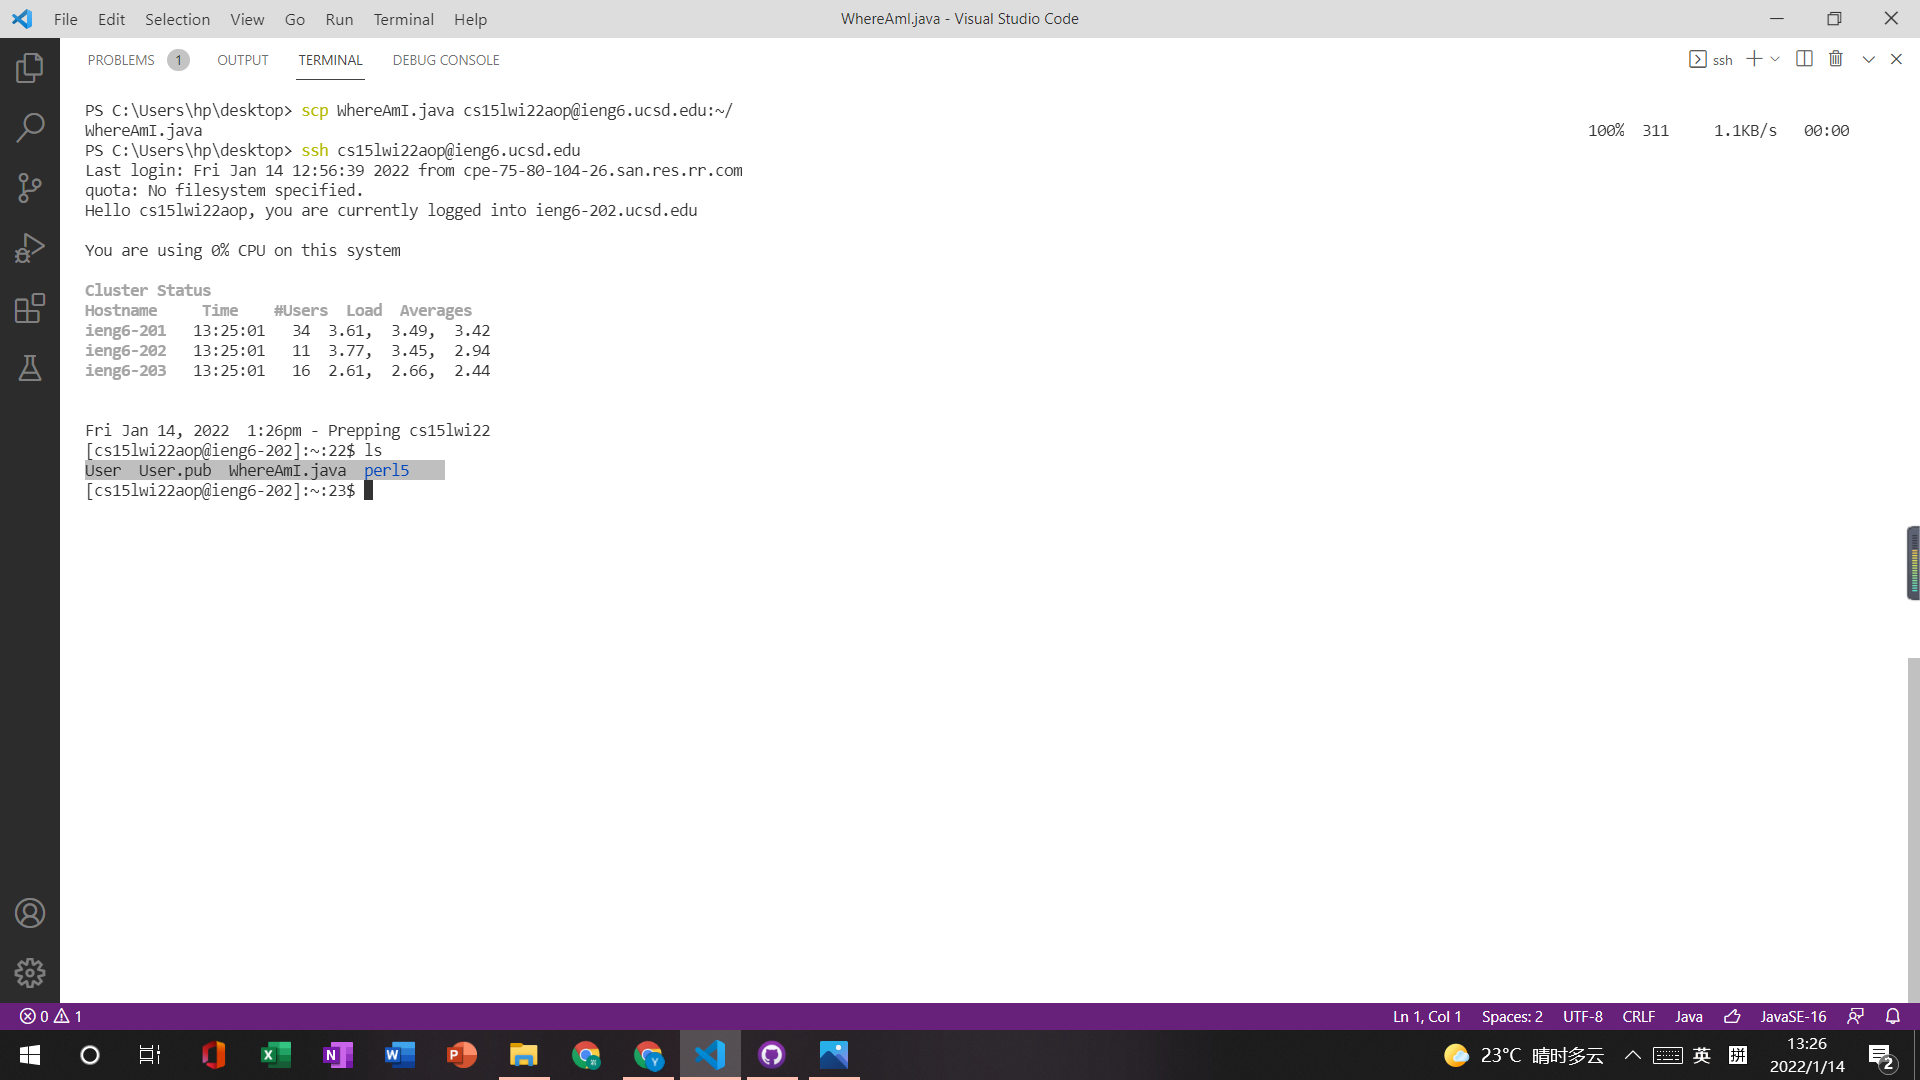 File Edit Selection View Go Run Terminal Help
WhereAmI.java - Visual Studio Code
PROBLEMS 1 OUTPUT TERMINAL DEBUG CONSOLE
ssh
PS C:\Users\hp\desktop> scp WhereAmI.java cs15lwi22aop@ieng6.ucsd.edu:~/
WhereAmI.java 100% 311 1.1KB/s 00:00
PS C:\Users\hp\desktop> ssh cs15lwi22aop@ieng6.ucsd.edu
Last login: Fri Jan 14 12:56:39 2022 from cpe-75-80-104-26.san.res.rr.com
quota: No filesystem specified.
Hello cs15lwi22aop, you are currently logged into ieng6-202.ucsd.edu
You are using 0% CPU on this system
Cluster Status
Hostname Time #Users Load Averages
ieng6-201 13:25:01 34 3.61, 3.49, 3.42
ieng6-202 13:25:01 11 3.77, 3.45, 2.94
ieng6-203 13:25:01 16 2.61, 2.66, 2.44
Fri Jan 14, 2022 1:26pm - Prepping cs15lwi22
[cs15lwi22aop@ieng6-202]:~:22$ ls
User User.pub WhereAmI.java perl5
[cs15lwi22aop@ieng6-202]:~:23$
0 1
Ln 1, Col 1 Spaces: 2 UTF-8 CRLF Java JavaSE-16
23°C 晴时多云 英 拼
13:26
2022/1/14
2